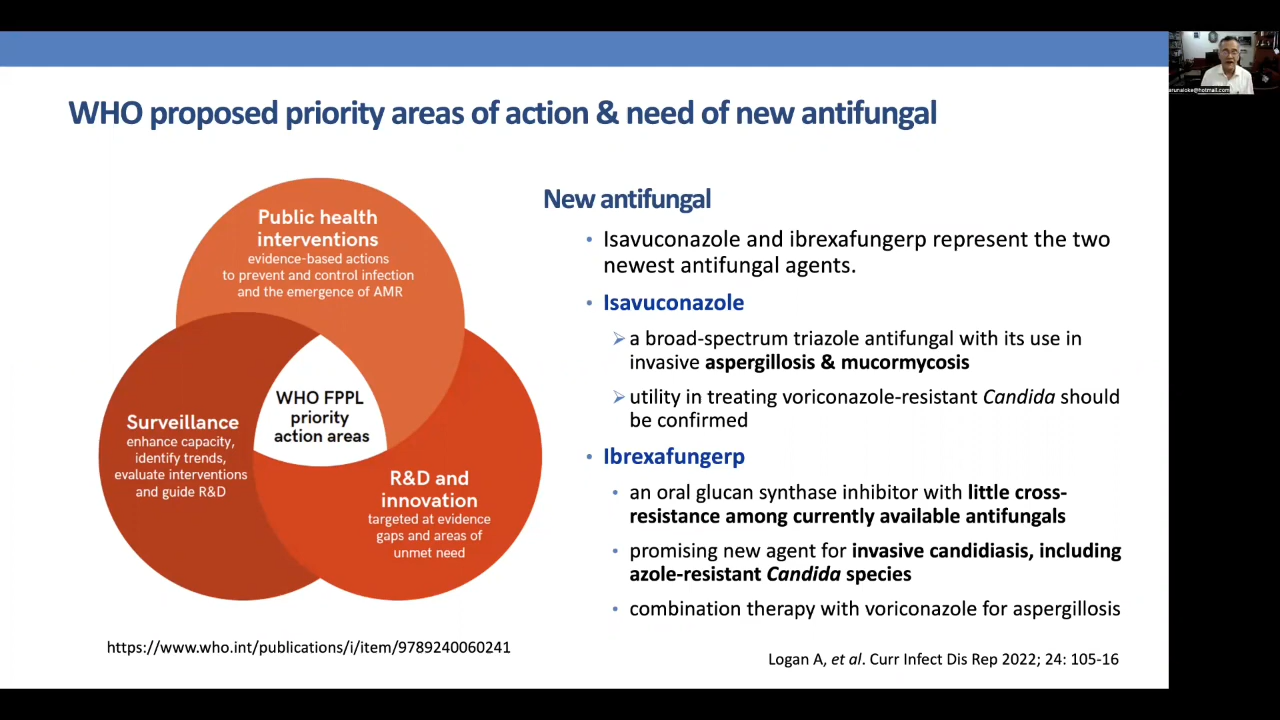 WHO proposed priority areas of action & need of new antifungal
Public health
interventions
evidence-based actions
to prevent and control infection
and the emergence of AMR
Surveillance
enhance capacity,
identify trends,
evaluate interventions
and guide R&D
WHO FPPL
priority
action areas
R&D and
innovation
targeted at evidence
gaps and areas of
unmet need
https://www.who.int/publications/i/item/9789240060241
New antifungal
• Isavuconazole and ibrexafungerp represent the two
newest antifungal agents.
• Isavuconazole
➢ a broad-spectrum triazole antifungal with its use in
invasive aspergillosis & mucormycosis
➢ utility in treating voriconazole-resistant Candida should
be confirmed
• Ibrexafungerp
• an oral glucan synthase inhibitor with little cross-
resistance among currently available antifungals
• promising new agent for invasive candidiasis, including
azole-resistant Candida species
• combination therapy with voriconazole for aspergillosis
Logan A, et al. Curr Infect Dis Rep 2022; 24: 105-16
arunaloke@hotmail.com